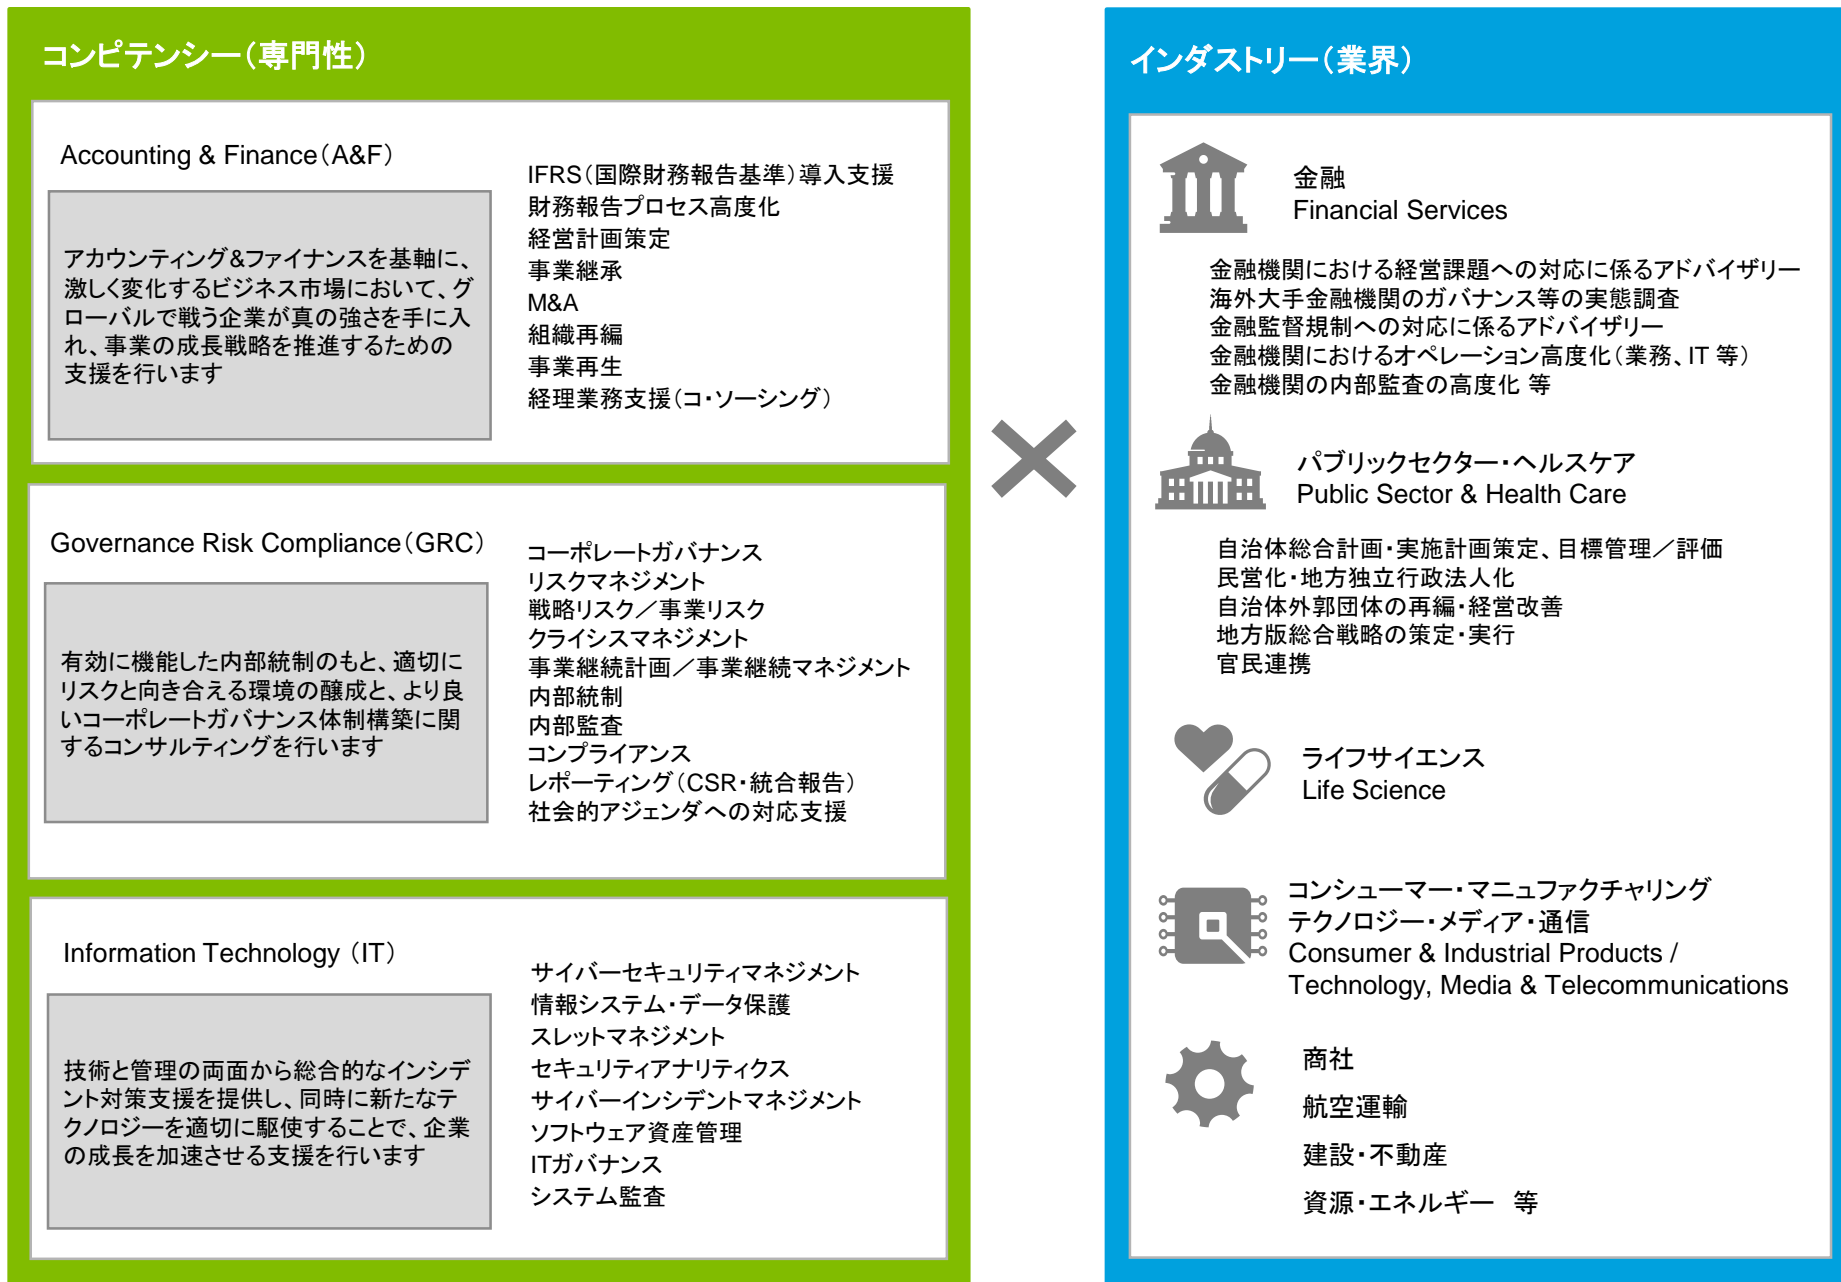 コンピテンシー（専門性）
Accounting & Finance（A&F）
アカウンティング&ファイナンスを基軸に、
激しく変化するビジネス市場において、グ
ローバルで戦う企業が真の強さを手に入
れ、事業の成長戦略を推進するための
支援を行います
IFRS（国際財務報告基準）導入支援
財務報告プロセス高度化
経営計画策定
事業継承
M&A
組織再編
事業再生
経理業務支援（コ・ソーシング）
Governance Risk Compliance（GRC）
有効に機能した内部統制のもと、適切に
リスクと向き合える環境の醸成と、より良
いコーポレートガバナンス体制構築に関
するコンサルティングを行います
コーポレートガバナンス
リスクマネジメント
戦略リスク／事業リスク
クライシスマネジメント
事業継続計画／事業継続マネジメント
内部統制
内部監査
コンプライアンス
レポーティング（CSR・統合報告）
社会的アジェンダへの対応支援
Information Technology （IT）
技術と管理の両面から総合的なインシデ
ント対策支援を提供し、同時に新たなテ
クノロジーを適切に駆使することで、企業
の成長を加速させる支援を行います
サイバーセキュリティマネジメント
情報システム・データ保護
スレットマネジメント
セキュリティアナリティクス
サイバーインシデントマネジメント
ソフトウェア資産管理
ITガバナンス
システム監査
インダストリー（業界）
金融
Financial Services
金融機関における経営課題への対応に係るアドバイザリー
海外大手金融機関のガバナンス等の実態調査
金融監督規制への対応に係るアドバイザリー
金融機関におけるオペレーション高度化（業務、IT 等）
金融機関の内部監査の高度化 等
パブリックセクター・ヘルスケア
Public Sector & Health Care
自治体総合計画・実施計画策定、目標管理／評価
民営化・地方独立行政法人化
自治体外郭団体の再編・経営改善
地方版総合戦略の策定・実行
官民連携
ライフサイエンス
Life Science
コンシューマー・マニュファクチャリング
テクノロジー・メディア・通信
Consumer & Industrial Products /
Technology, Media & Telecommunications
商社
航空運輸
建設・不動産
資源・エネルギー　等